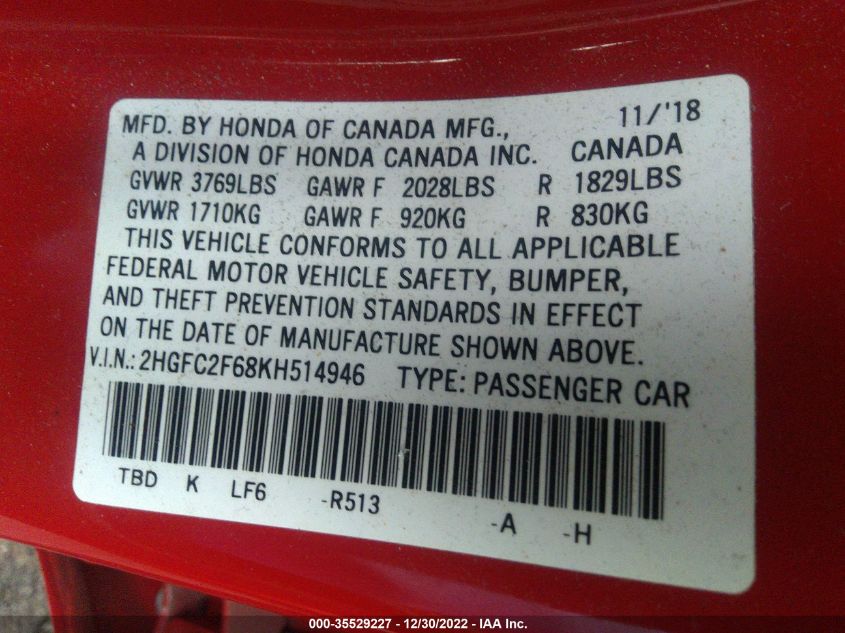 MFD. BY HONDA OF CANADA MFG., 11/'18
A DIVISION OF HONDA CANADA INC. CANADA
GVWR 3769LBS GAWR F 2028LBS R 1829LBS
GVWR 1710KG GAWR F 920KG R 830KG
THIS VEHICLE CONFORMS TO ALL APPLICABLE
FEDERAL MOTOR VEHICLE SAFETY, BUMPER,
AND THEFT PREVENTION STANDARDS IN EFFECT
ON THE DATE OF MANUFACTURE SHOWN ABOVE.
V.I.N.: 2HGFC2F68KH514946 TYPE: PASSENGER CAR
TBD K LF6 -R513 -A -H
000-35529227 - 12/30/2022 - IAA Inc.